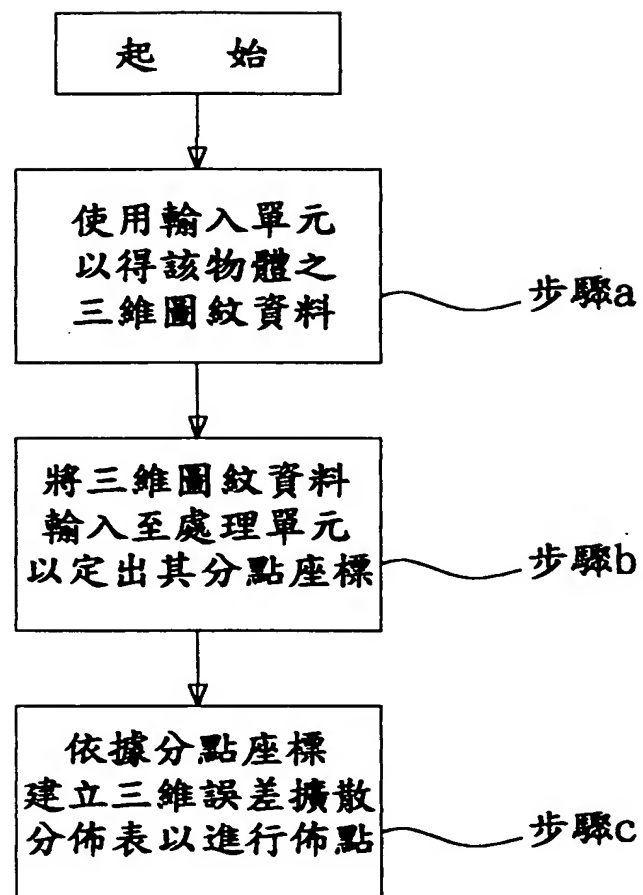 起 始
使用輸入單元
以得該物體之
三維圖紋資料
步驟a
將三維圖紋資料
輸入至處理單元
以定出其分點座標
步驟b
依據分點座標
建立三維誤差擴散
分佈表以進行佈點
步驟c